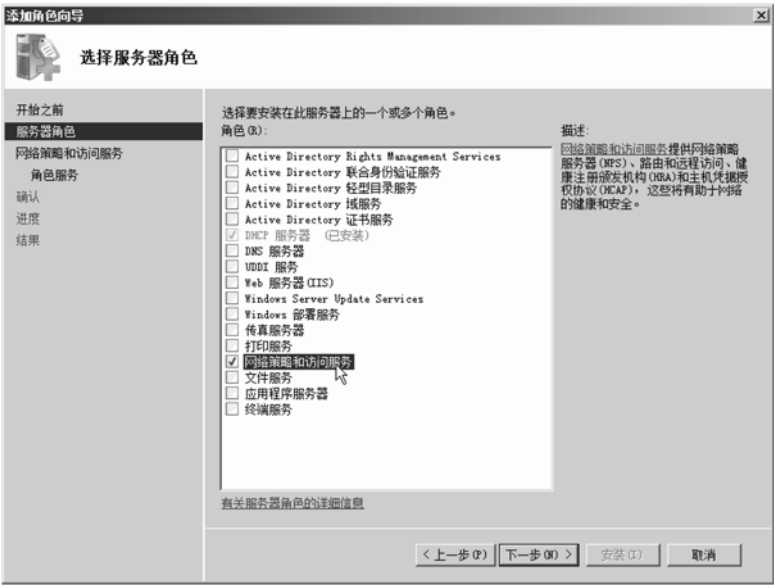 添加角色向导
选择服务器角色
开始之前
服务器角色
网络策略和访问服务
角色服务
确认
进度
结果
选择要安装在此服务器上的一个或多个角色。
角色(R):
Active Directory Rights Management Services
Active Directory 联合身份验证服务
Active Directory 轻型目录服务
Active Directory 域服务
Active Directory 证书服务
DHCP 服务器 (已安装)
DNS 服务器
UDDI 服务
Web 服务器(IIS)
Windows Server Update Services
Windows 部署服务
传真服务器
打印服务
网络策略和访问服务
文件服务
应用程序服务器
终端服务
有关服务器角色的详细信息
描述:
网络策略和访问服务提供网络策略
服务器(NPS)、路由和远程访问、健
康注册颁发机构(HRA)和主机凭据授
权协议(HCAP)，这些将有助于网络
的健康和安全。
< 上一步(P)
下一步(N) >
安装(I)
取消